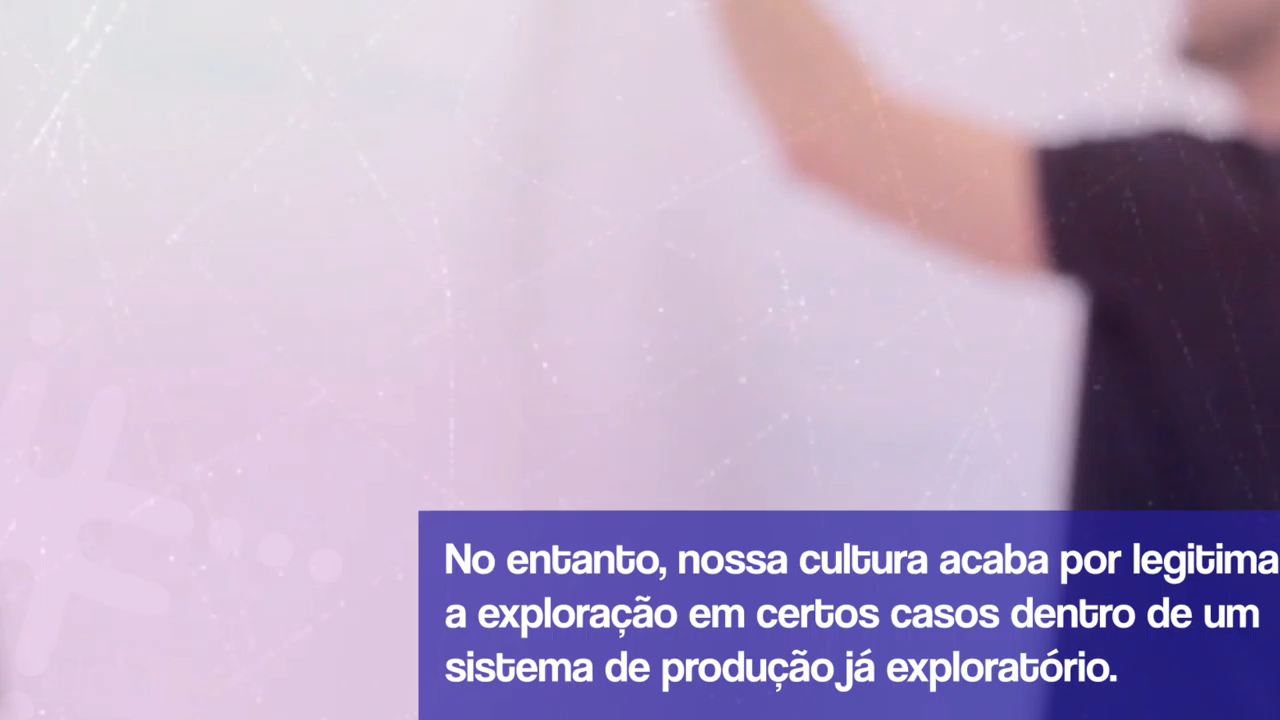 No entanto, nossa cultura acaba por legitima
a exploração em certos casos dentro de um
sistema de produção já exploratório.